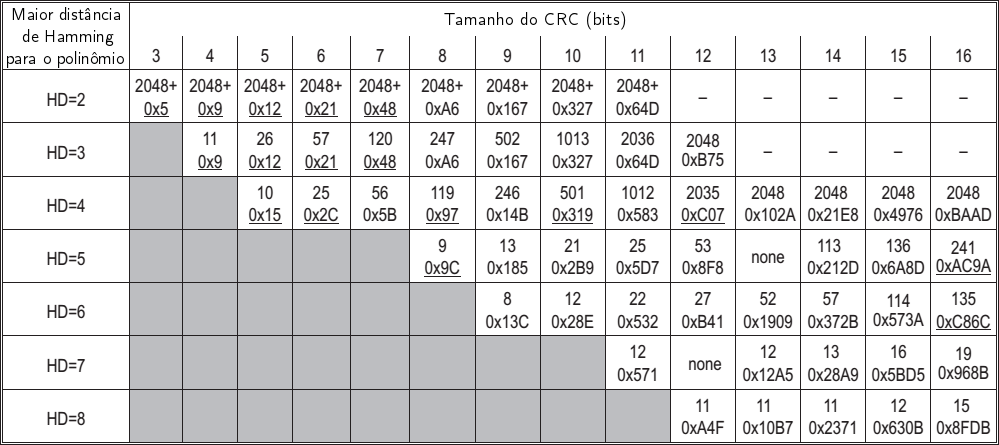 Maior distância de Hamming para o polinômio
Tamanho do CRC (bits)
3 4 5 6 7 8 9 10 11 12 13 14 15 16
HD=2 2048+ 2048+ 2048+ 2048+ 2048+ 2048+ 2048+ 2048+ 2048+ – – – – –
0x5 0x9 0x12 0x21 0x48 0xA6 0x167 0x327 0x64D
HD=3 11 26 57 120 247 502 1013 2036 2048 – – – –
0x9 0x12 0x21 0x48 0xA6 0x167 0x327 0x64D 0xB75
HD=4 10 25 56 119 246 501 1012 2035 2048 2048 2048 2048
0x15 0x2C 0x5B 0x97 0x14B 0x319 0x583 0xC07 0x102A 0x21E8 0x4976 0xBAAD
HD=5 9 13 21 25 53 none 113 136 241
0x9C 0x185 0x2B9 0x5D7 0x8F8 0x212D 0x6A8D 0xAC9A
HD=6 8 12 22 27 52 57 114 135
0x13C 0x28E 0x532 0xB41 0x1909 0x372B 0x573A 0xC86C
HD=7 12 none 12 13 16 19
0x571 0x12A5 0x28A9 0x5BD5 0x968B
HD=8 11 11 11 12 15
0xA4F 0x10B7 0x2371 0x630B 0x8FDB